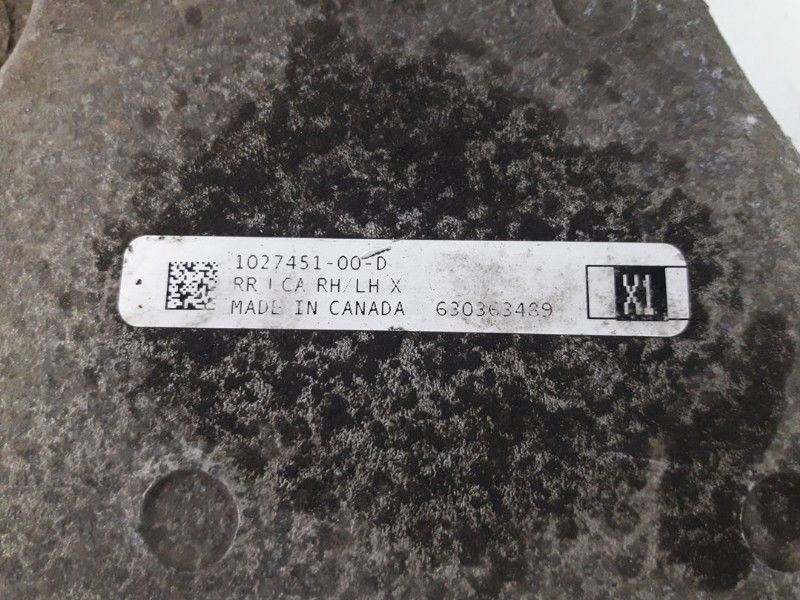 1027451-00-D
RR LCA RH/LH X
MADE IN CANADA 630363489
X1